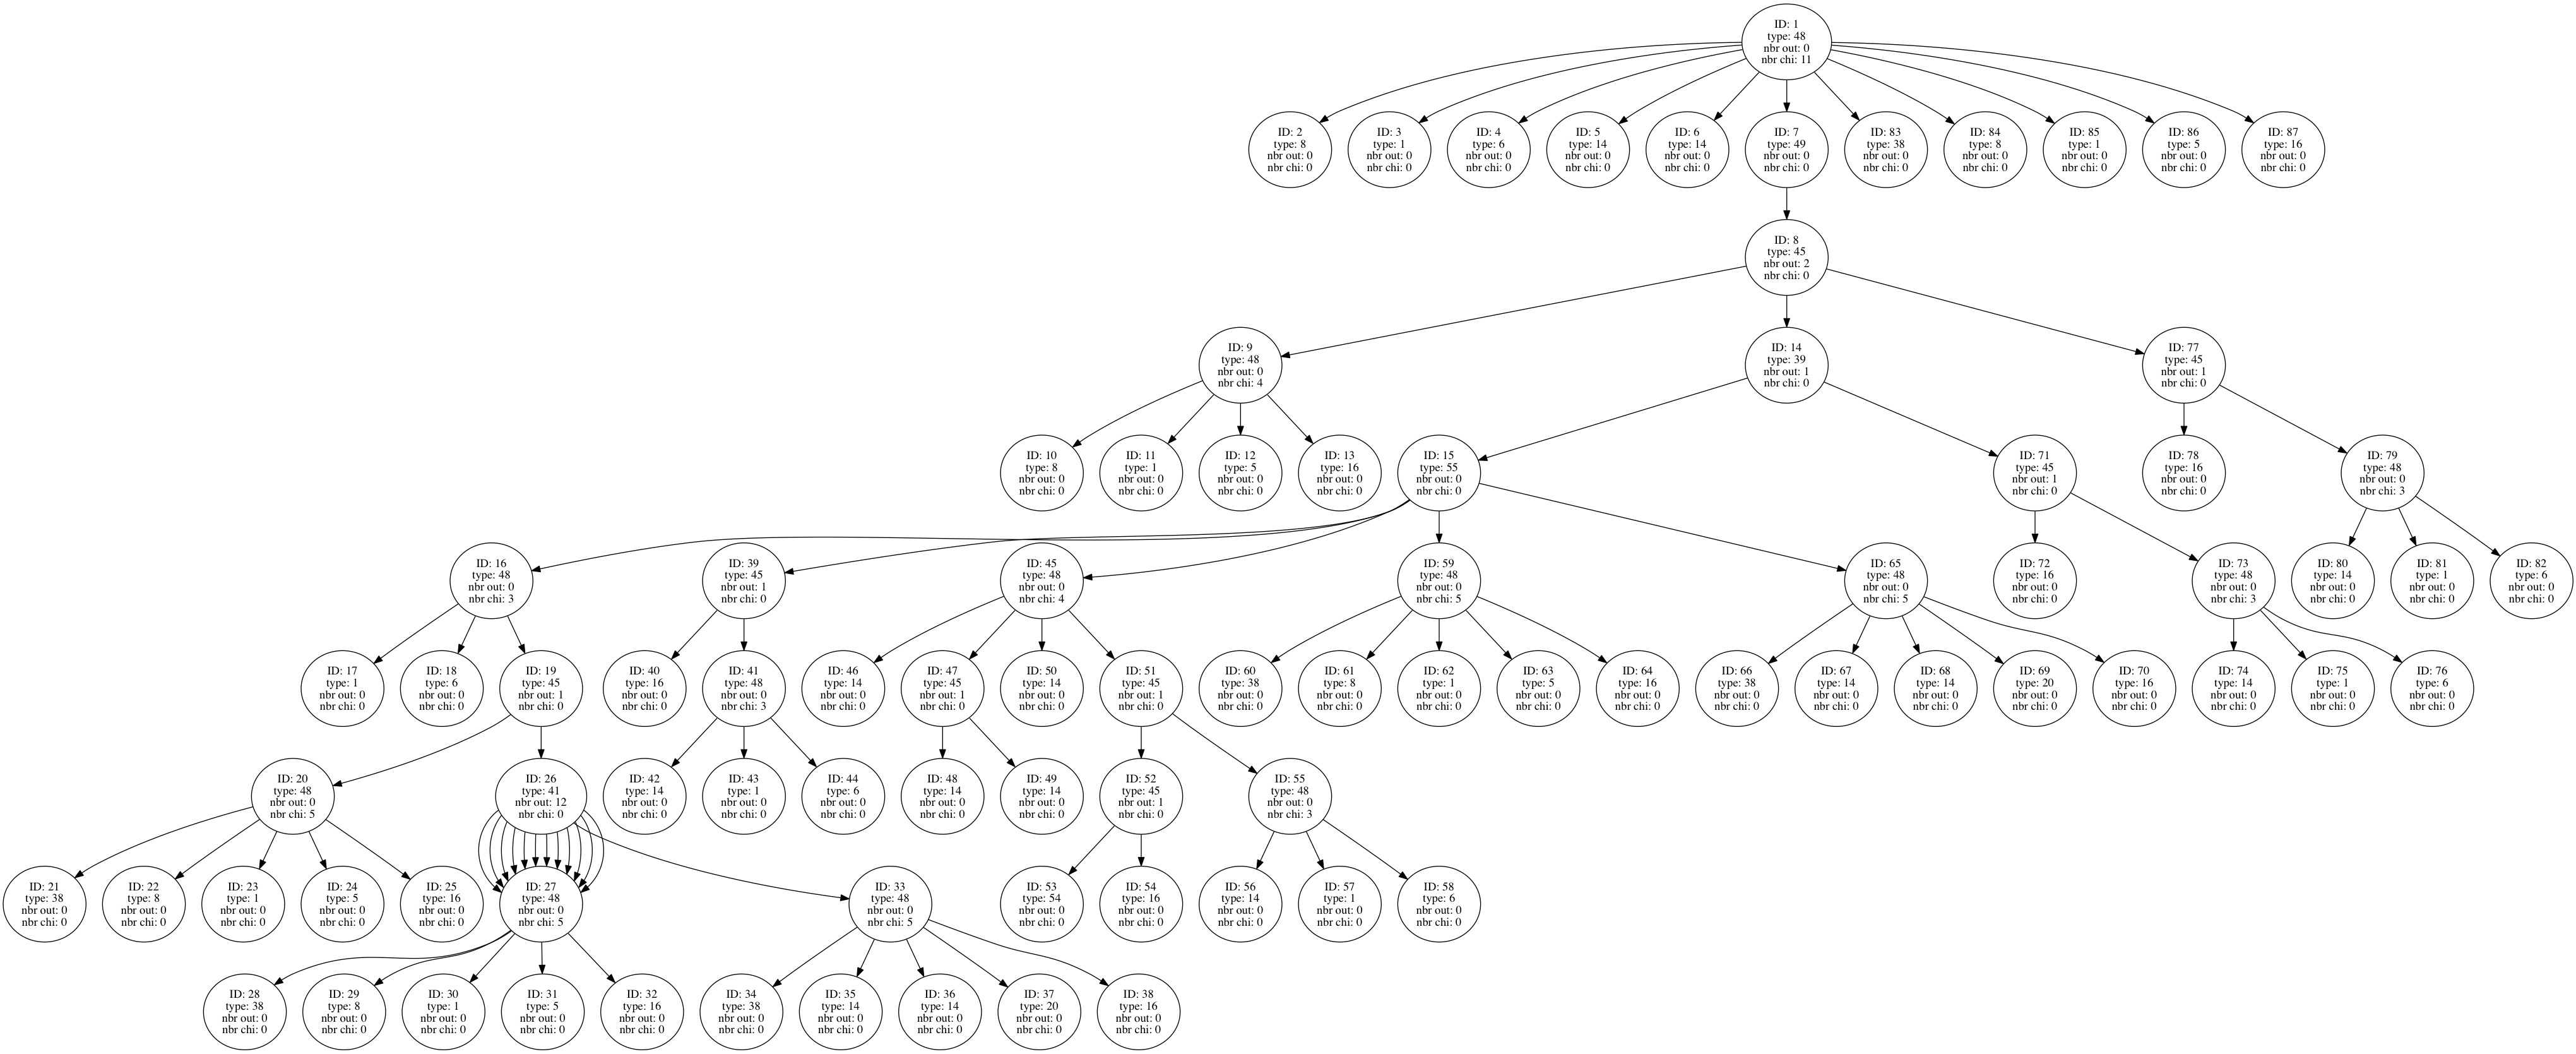 ID: 1
type: 48
nbr out: 0
nbr chi: 11
ID: 2
type: 8
nbr out: 0
nbr chi: 0
ID: 3
type: 1
nbr out: 0
nbr chi: 0
ID: 4
type: 6
nbr out: 0
nbr chi: 0
ID: 5
type: 14
nbr out: 0
nbr chi: 0
ID: 6
type: 14
nbr out: 0
nbr chi: 0
ID: 7
type: 49
nbr out: 0
nbr chi: 0
ID: 83
type: 38
nbr out: 0
nbr chi: 0
ID: 84
type: 8
nbr out: 0
nbr chi: 0
ID: 85
type: 1
nbr out: 0
nbr chi: 0
ID: 86
type: 5
nbr out: 0
nbr chi: 0
ID: 87
type: 16
nbr out: 0
nbr chi: 0
ID: 8
type: 45
nbr out: 2
nbr chi: 0
ID: 9
type: 48
nbr out: 0
nbr chi: 4
ID: 14
type: 39
nbr out: 1
nbr chi: 0
ID: 77
type: 45
nbr out: 1
nbr chi: 0
ID: 10
type: 8
nbr out: 0
nbr chi: 0
ID: 11
type: 1
nbr out: 0
nbr chi: 0
ID: 12
type: 5
nbr out: 0
nbr chi: 0
ID: 13
type: 16
nbr out: 0
nbr chi: 0
ID: 15
type: 55
nbr out: 0
nbr chi: 0
ID: 71
type: 45
nbr out: 1
nbr chi: 0
ID: 78
type: 16
nbr out: 0
nbr chi: 0
ID: 79
type: 48
nbr out: 0
nbr chi: 3
ID: 16
type: 48
nbr out: 0
nbr chi: 3
ID: 39
type: 45
nbr out: 1
nbr chi: 0
ID: 45
type: 48
nbr out: 0
nbr chi: 4
ID: 59
type: 48
nbr out: 0
nbr chi: 5
ID: 65
type: 48
nbr out: 0
nbr chi: 5
ID: 72
type: 16
nbr out: 0
nbr chi: 0
ID: 73
type: 48
nbr out: 0
nbr chi: 3
ID: 80
type: 14
nbr out: 0
nbr chi: 0
ID: 81
type: 1
nbr out: 0
nbr chi: 0
ID: 82
type: 6
nbr out: 0
nbr chi: 0
ID: 17
type: 1
nbr out: 0
nbr chi: 0
ID: 18
type: 6
nbr out: 0
nbr chi: 0
ID: 19
type: 45
nbr out: 1
nbr chi: 0
ID: 40
type: 16
nbr out: 0
nbr chi: 0
ID: 41
type: 48
nbr out: 0
nbr chi: 3
ID: 46
type: 14
nbr out: 0
nbr chi: 0
ID: 47
type: 45
nbr out: 1
nbr chi: 0
ID: 50
type: 14
nbr out: 0
nbr chi: 0
ID: 51
type: 45
nbr out: 1
nbr chi: 0
ID: 60
type: 38
nbr out: 0
nbr chi: 0
ID: 61
type: 8
nbr out: 0
nbr chi: 0
ID: 62
type: 1
nbr out: 0
nbr chi: 0
ID: 63
type: 5
nbr out: 0
nbr chi: 0
ID: 64
type: 16
nbr out: 0
nbr chi: 0
ID: 66
type: 38
nbr out: 0
nbr chi: 0
ID: 67
type: 14
nbr out: 0
nbr chi: 0
ID: 68
type: 14
nbr out: 0
nbr chi: 0
ID: 69
type: 20
nbr out: 0
nbr chi: 0
ID: 70
type: 16
nbr out: 0
nbr chi: 0
ID: 74
type: 14
nbr out: 0
nbr chi: 0
ID: 75
type: 1
nbr out: 0
nbr chi: 0
ID: 76
type: 6
nbr out: 0
nbr chi: 0
ID: 20
type: 48
nbr out: 0
nbr chi: 5
ID: 26
type: 41
nbr out: 12
nbr chi: 0
ID: 42
type: 14
nbr out: 0
nbr chi: 0
ID: 43
type: 1
nbr out: 0
nbr chi: 0
ID: 44
type: 6
nbr out: 0
nbr chi: 0
ID: 48
type: 14
nbr out: 0
nbr chi: 0
ID: 49
type: 14
nbr out: 0
nbr chi: 0
ID: 52
type: 45
nbr out: 1
nbr chi: 0
ID: 55
type: 48
nbr out: 0
nbr chi: 3
ID: 21
type: 38
nbr out: 0
nbr chi: 0
ID: 22
type: 8
nbr out: 0
nbr chi: 0
ID: 23
type: 1
nbr out: 0
nbr chi: 0
ID: 24
type: 5
nbr out: 0
nbr chi: 0
ID: 25
type: 16
nbr out: 0
nbr chi: 0
ID: 27
type: 48
nbr out: 0
nbr chi: 5
ID: 33
type: 48
nbr out: 0
nbr chi: 5
ID: 53
type: 54
nbr out: 0
nbr chi: 0
ID: 54
type: 16
nbr out: 0
nbr chi: 0
ID: 56
type: 14
nbr out: 0
nbr chi: 0
ID: 57
type: 1
nbr out: 0
nbr chi: 0
ID: 58
type: 6
nbr out: 0
nbr chi: 0
ID: 28
type: 38
nbr out: 0
nbr chi: 0
ID: 29
type: 8
nbr out: 0
nbr chi: 0
ID: 30
type: 1
nbr out: 0
nbr chi: 0
ID: 31
type: 5
nbr out: 0
nbr chi: 0
ID: 32
type: 16
nbr out: 0
nbr chi: 0
ID: 34
type: 38
nbr out: 0
nbr chi: 0
ID: 35
type: 14
nbr out: 0
nbr chi: 0
ID: 36
type: 14
nbr out: 0
nbr chi: 0
ID: 37
type: 20
nbr out: 0
nbr chi: 0
ID: 38
type: 16
nbr out: 0
nbr chi: 0